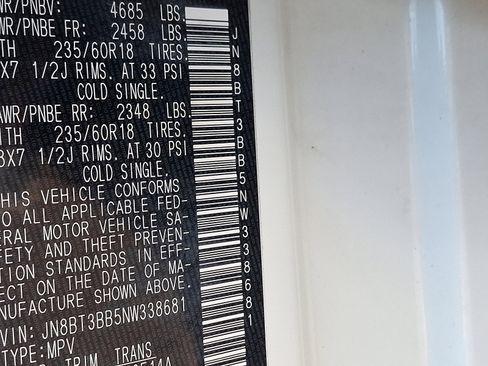 WR/PNBV: 4685 LBS.
WR/PNBE FR: 2458 LBS.
ITH 235/60R18 TIRES.
X7 1/2J RIMS. AT 33 PSI
COLD SINGLE.
AWR/PNBE RR: 2348 LBS.
ITH 235/60R18 TIRES.
8X7 1/2J RIMS. AT 30 PSI
COLD SINGLE.
HIS VEHICLE CONFORMS
O ALL APPLICABLE FED-
ERAL MOTOR VEHICLE SA-
FETY AND THEFT PREVEN-
TION STANDARDS IN EFF-
ECT ON THE DATE OF MA-
NUFACTURE SHOWN ABOVE.
VIN: JN8BT3BB5NW338681
TYPE:MPV
TRIM TRANS
JN8BT3BB5NW338681